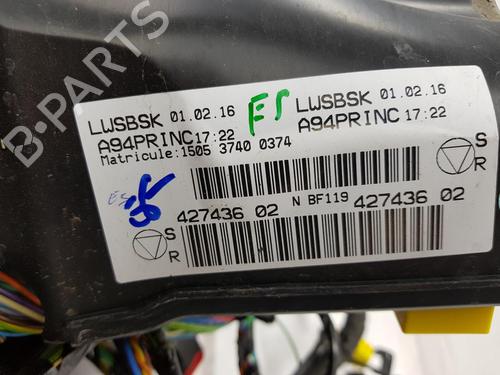 B-PARTS
LWSBSK 01.02.16
A94PRINC 17:22
Matricule:1505 3740 0374
ES
LWSBSK 01.02.16
A94PRINC 17:22
427436 02
N BF119
427436 02
S
R
S
R